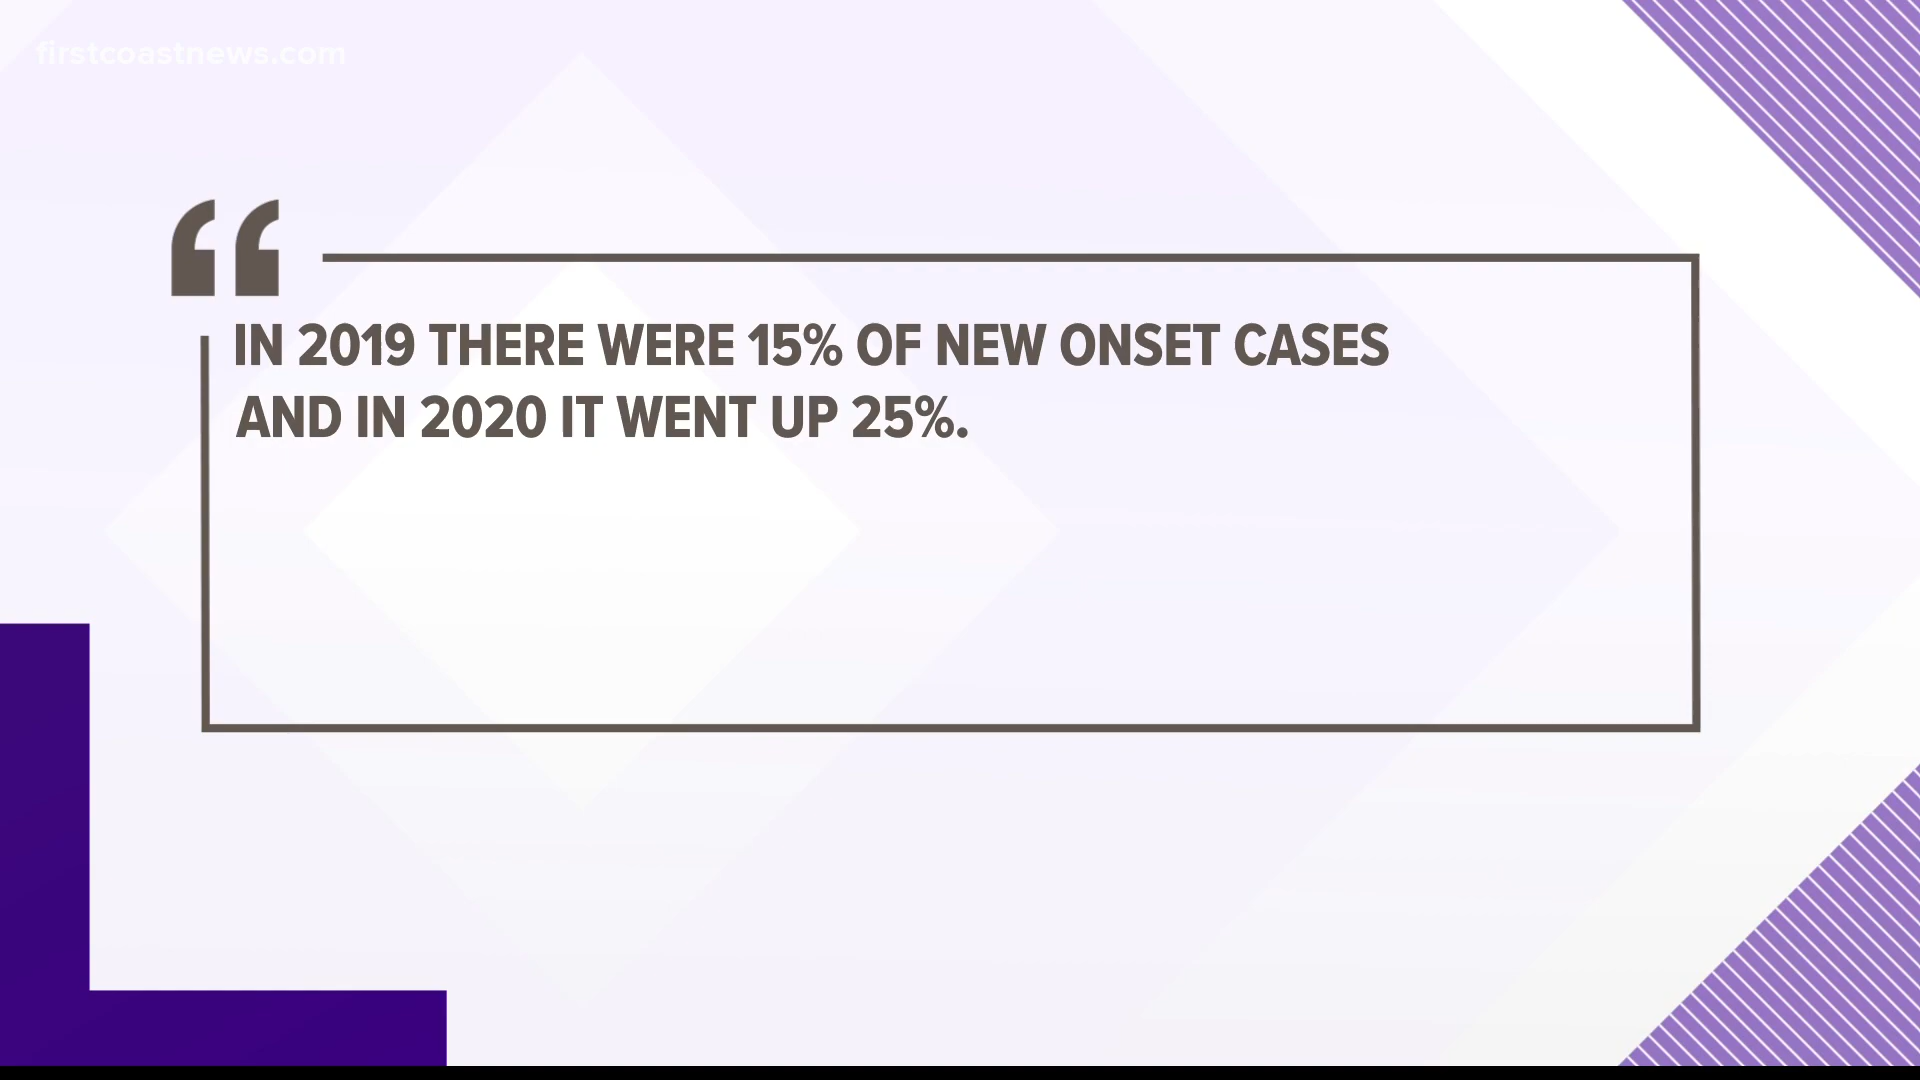 firstcoastnews.com
“
IN 2019 THERE WERE 15% OF NEW ONSET CASES
AND IN 2020 IT WENT UP 25%.